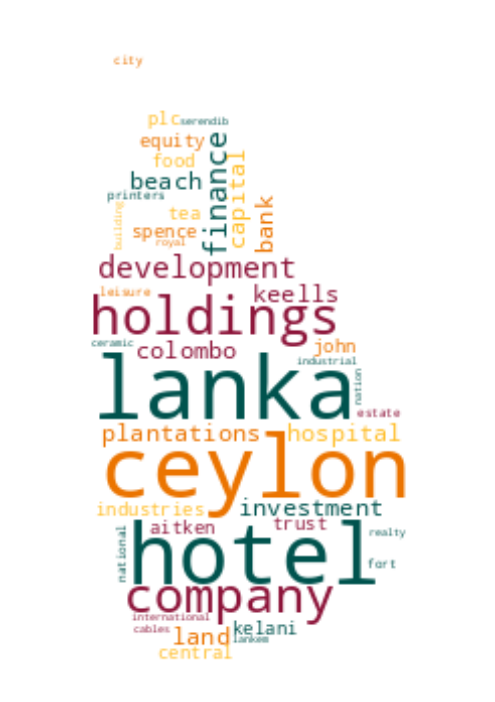 city
plc serendib
equity
food
finance
capital
beach
printers
building
tea
bank
spence
royal
development
leisure
keells
holdings
ceramic
colombo
john
industrial
lanka
nation
estate
plantations
hospital
ceylon
industries
investment
aitken
trust
national
hotel
realty
fort
company
international
cables
land
kelani
lankem
central